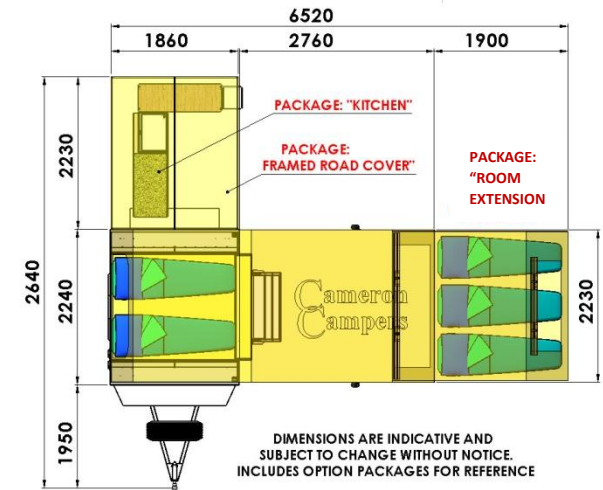 6520
1860
2760
1900
PACKAGE: "KITCHEN"
PACKAGE:
FRAMED ROAD COVER"
PACKAGE:
“ROOM
EXTENSION
2230
2640
2240
2230
1950
Cameron
Campers
DIMENSIONS ARE INDICATIVE AND
SUBJECT TO CHANGE WITHOUT NOTICE.
INCLUDES OPTION PACKAGES FOR REFERENCE